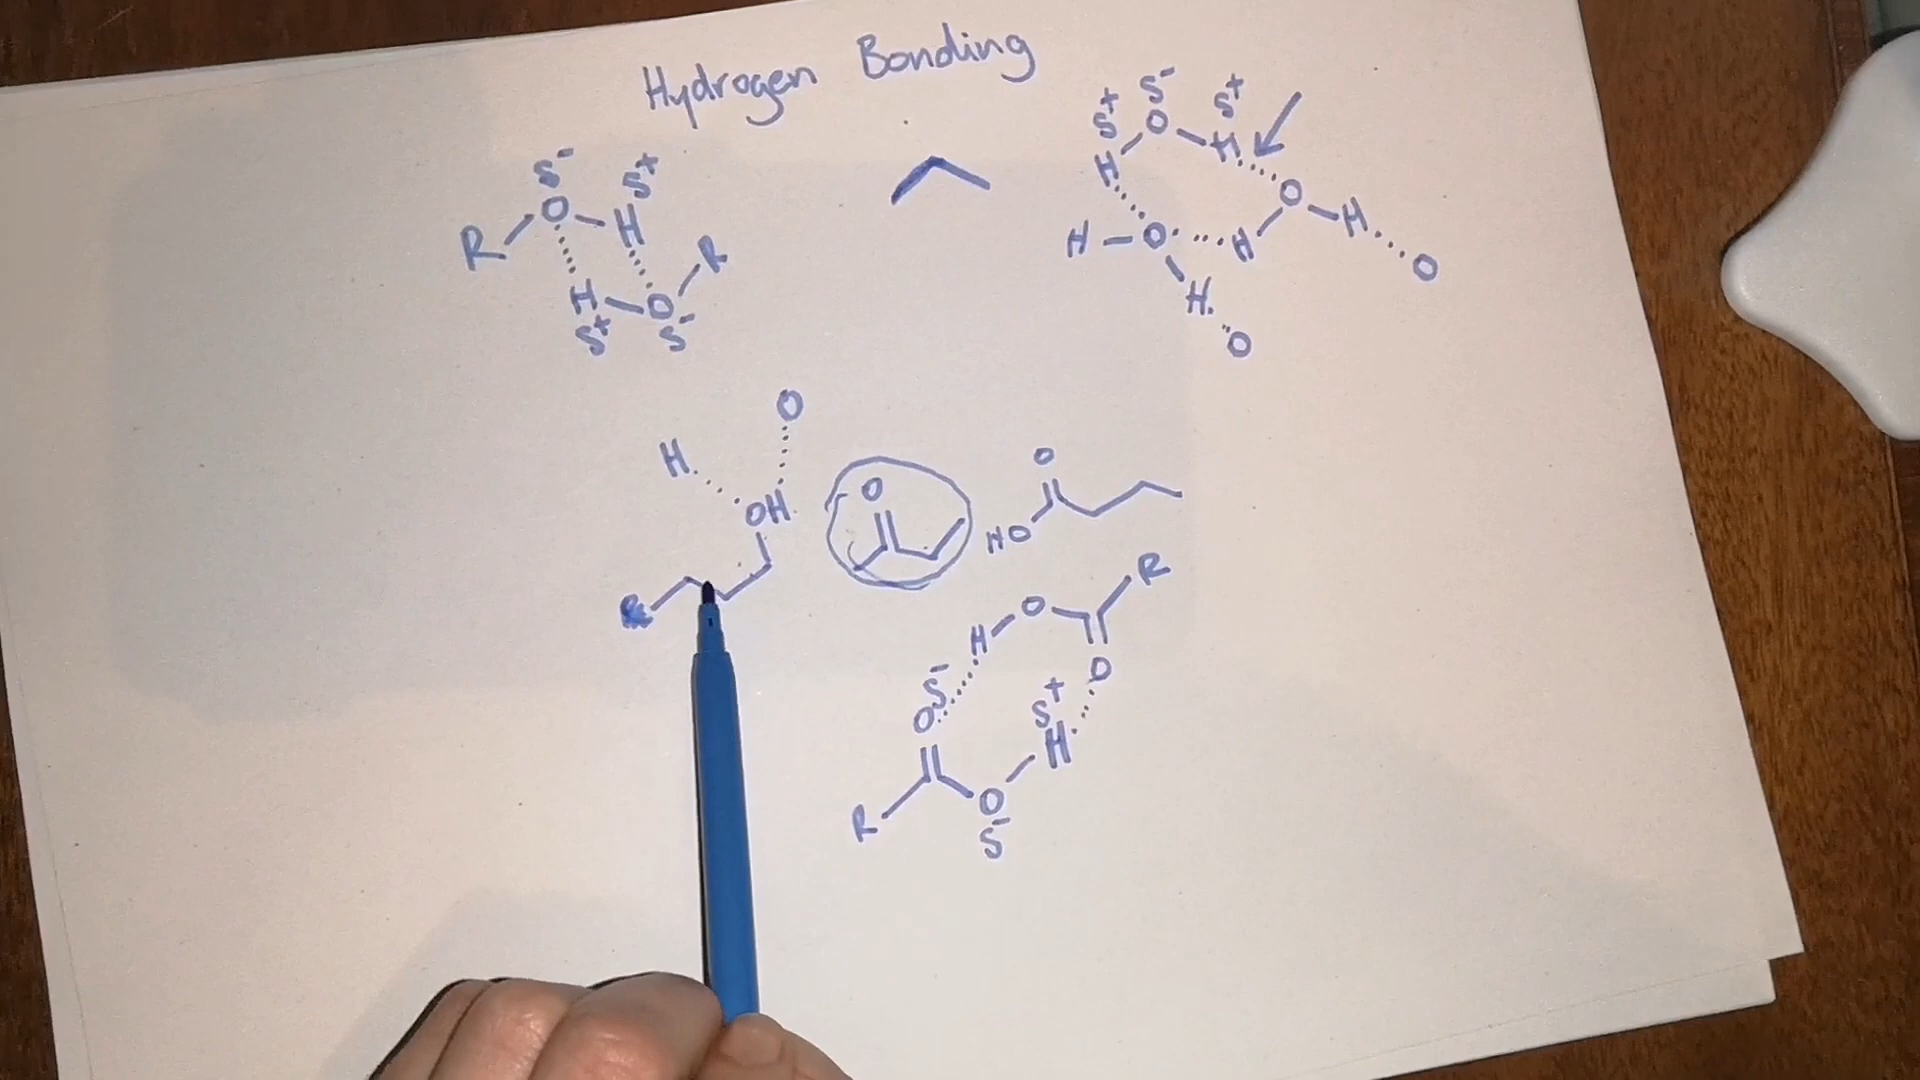 Hydrogen Bonding
δ- δ+
R O H
H O R
δ+ δ-
δ+ δ- δ+
H O H
O H
H O H
O
H
O
O
H
OH
R
O
O
HO
H O R
O
δ-
O
δ+
H
R O
δ-